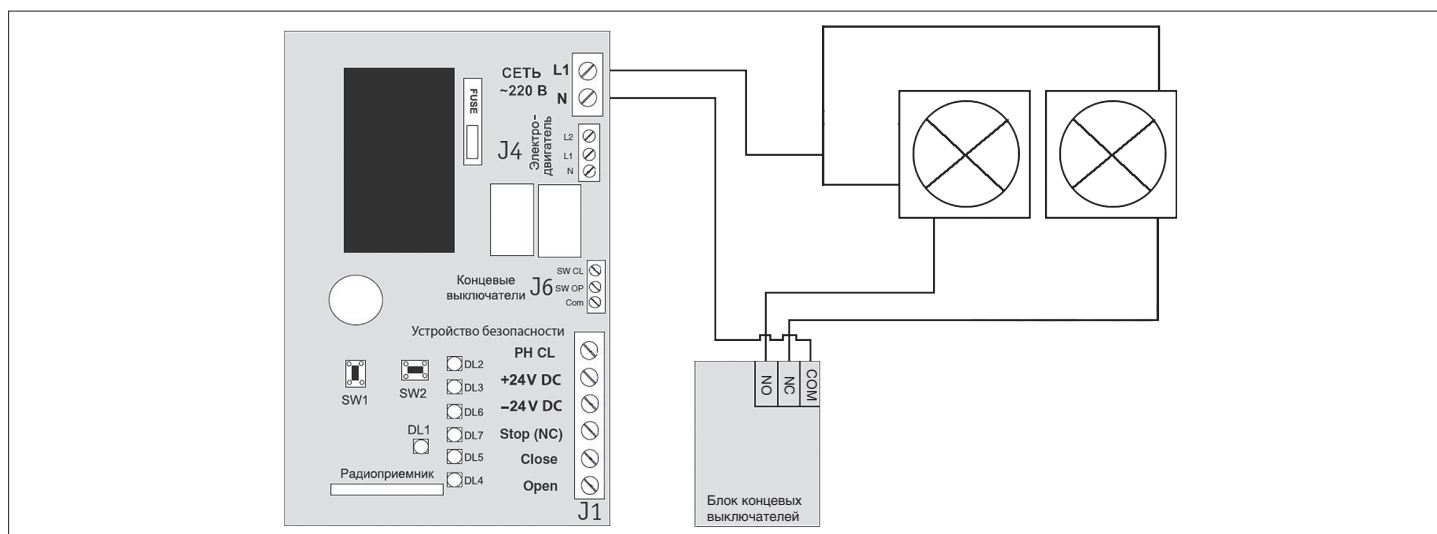 СЕТЬ
~220 В
L1
N
FUSE
J4
Электро-
двигатель
L2
L1
N
Концевые
выключатели
J6
SW CL
SW OP
Com
Устройство безопасности
PH CL
+24V DC
–24V DC
Stop (NC)
Close
Open
J1
SW1
SW2
DL2
DL3
DL6
DL7
DL5
DL4
DL1
Радиоприемник
NO
NC
COM
Блок концевых
выключателей